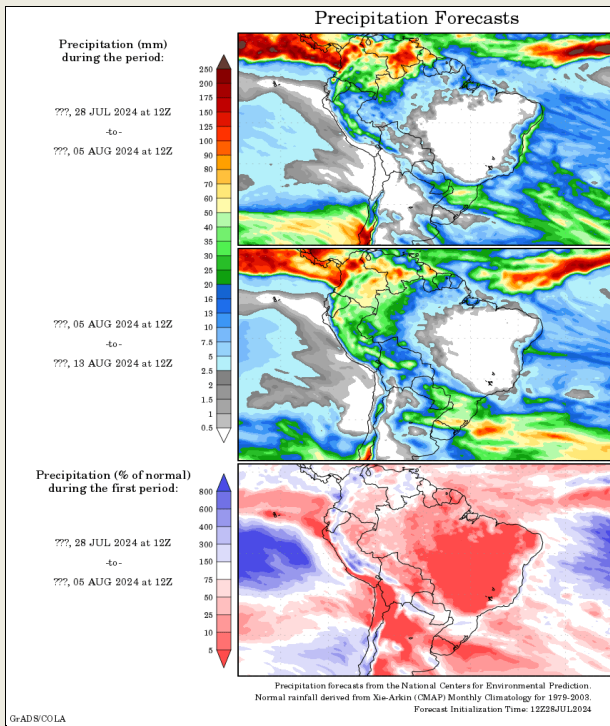 Precipitation Forecasts
Precipitation (mm)
during the period:
???, 28 JUL 2024 at 12Z
-to-
???, 05 AUG 2024 at 12Z
250
200
175
150
125
100
90
80
70
60
50
40
35
30
25
20
16
13
10
7.5
5
2.5
2
1.5
1
0.5
???, 05 AUG 2024 at 12Z
-to-
???, 13 AUG 2024 at 12Z
Precipitation (% of normal)
during the first period:
???, 28 JUL 2024 at 12Z
-to-
???, 05 AUG 2024 at 12Z
800
600
400
300
150
75
50
25
10
5
Precipitation forecasts from the National Centers for Environmental Prediction.
Normal rainfall derived from Xie-Arkin (CMAP) Monthly Climatology for 1979-2003.
Forecast Initialization Time: 12Z28JUL2024
GrADS/COLA